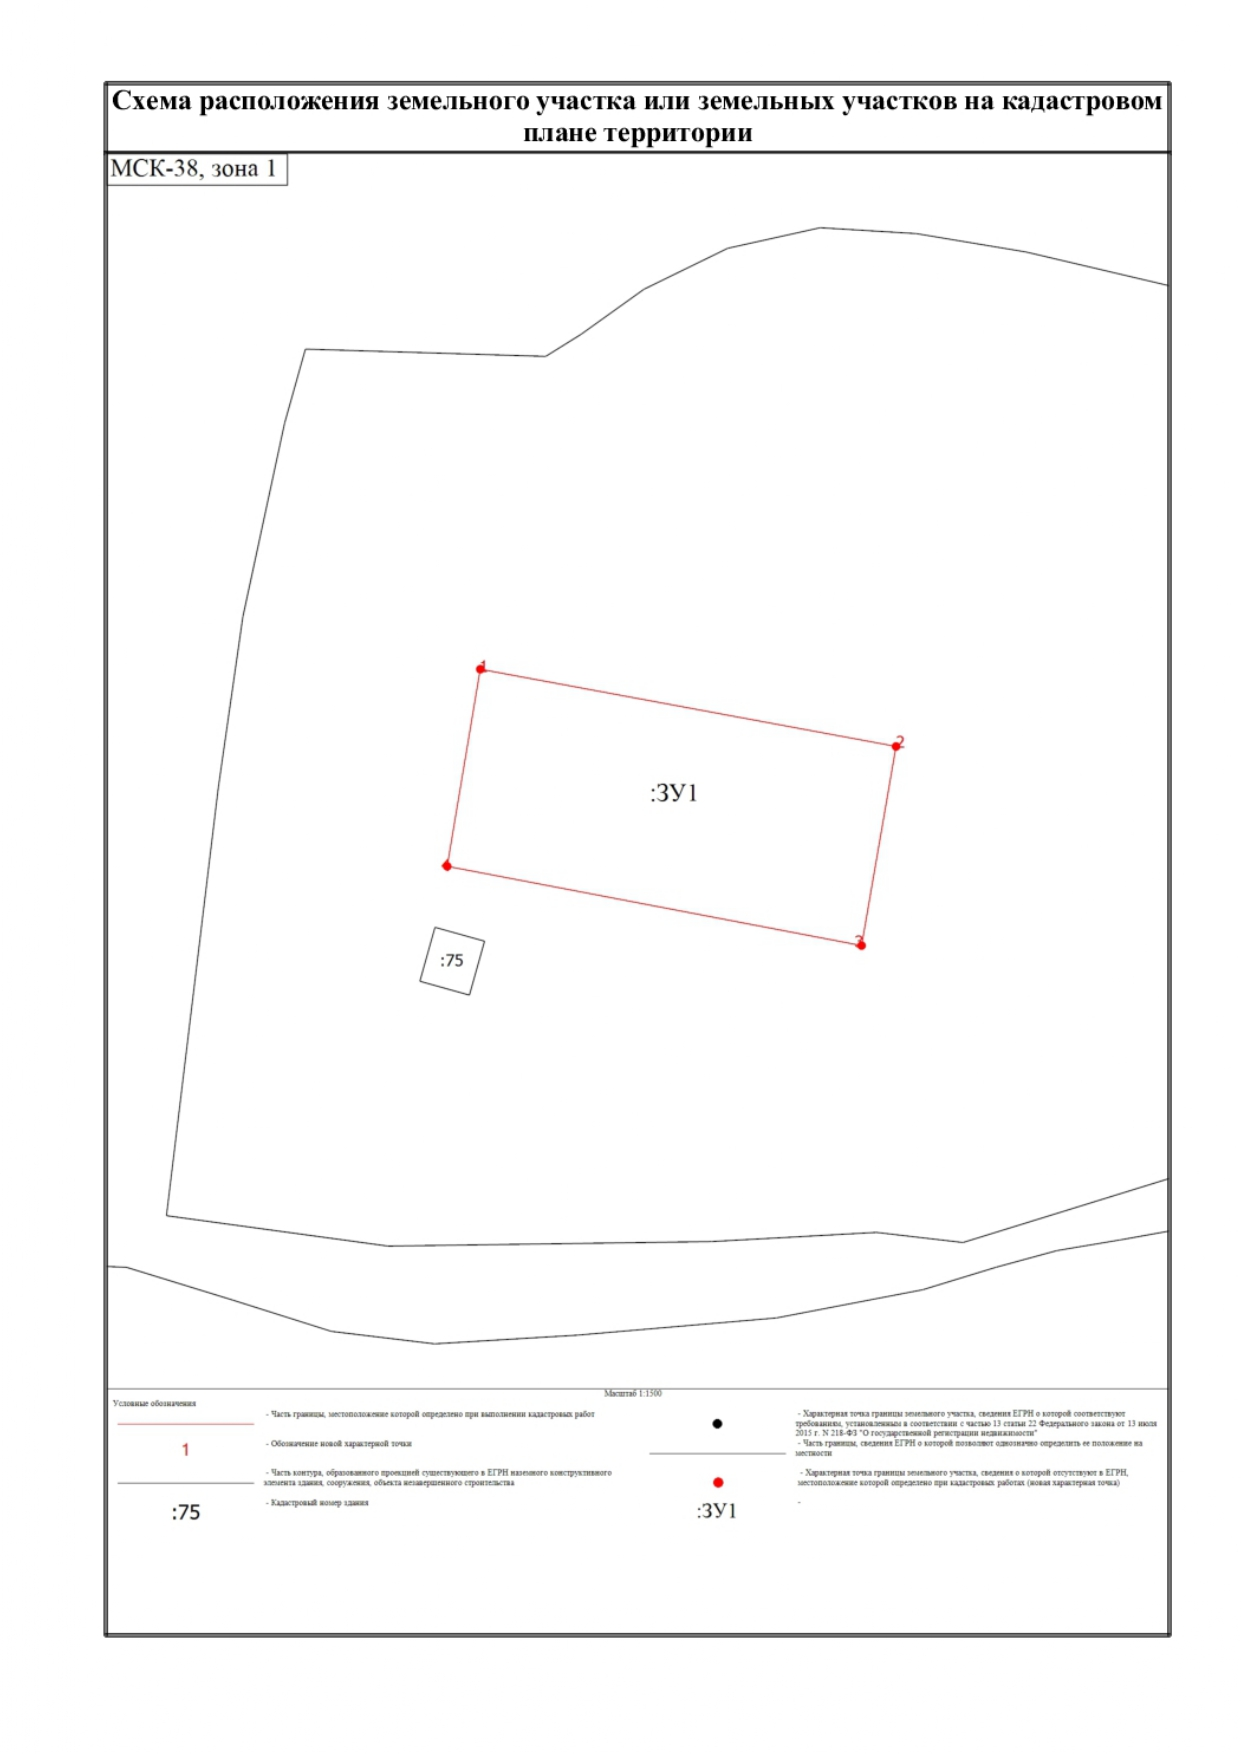 Схема расположения земельного участка или земельных участков на кадастровом
плане территории
МСК-38, зона 1
1
2
:ЗУ1
3
:75
Масштаб 1:1500
Условные обозначения
- Часть границы, местоположение которой определено при выполнении кадастровых работ
1
- Обозначение новой характерной точки
- Часть контура, образованного проекцией существующего в ЕГРН наземного конструктивного
элемента здания, сооружения, объекта незавершенного строительства
:75
- Кадастровый номер здания
- Характерная точка границы земельного участка, сведения ЕГРН о которой соответствуют
требованиям, установленным в соответствии с частью 13 статьи 22 Федерального закона от 13 июля
2015 г. N 218-ФЗ "О государственной регистрации недвижимости"
- Часть границы, сведения ЕГРН о которой позволяют однозначно определить ее положение на
местности
- Характерная точка границы земельного участка, сведения о которой отсутствуют в ЕГРН,
местоположение которой определено при кадастровых работах (новая характерная точка)
:ЗУ1
-